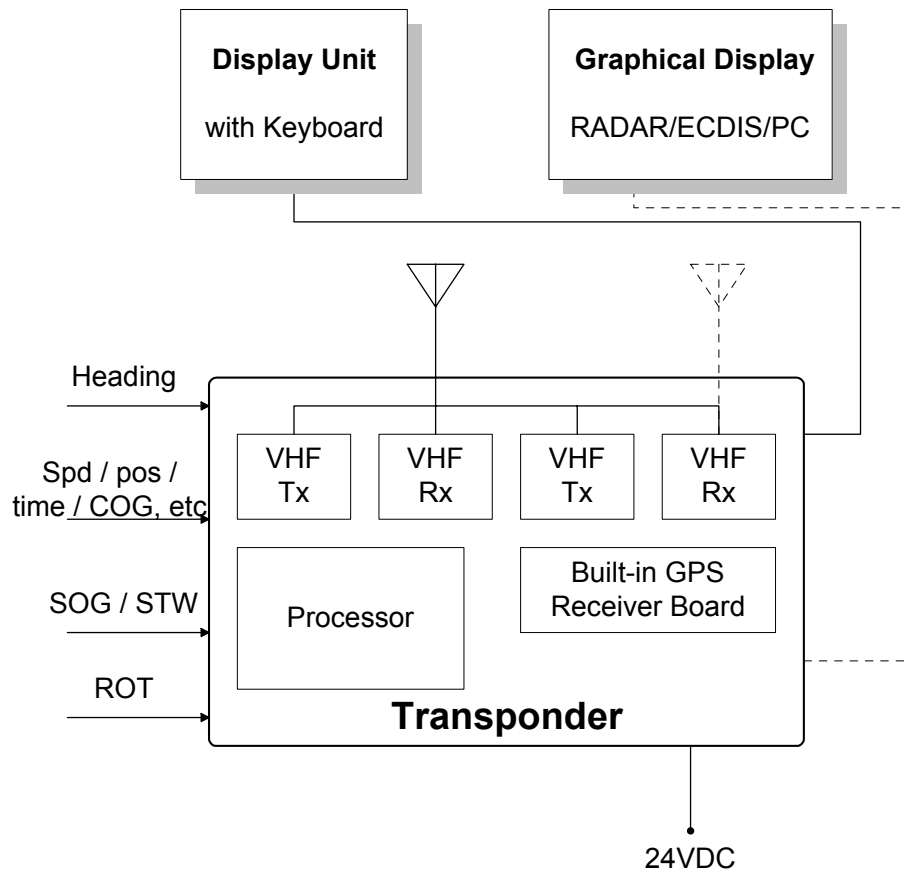 Display Unit
with Keyboard
Graphical Display
RADAR/ECDIS/PC
Heading
Spd / pos /
time / COG, etc
SOG / STW
ROT
VHF
Tx
VHF
Rx
VHF
Tx
VHF
Rx
Processor
Built-in GPS
Receiver Board
Transponder
24VDC